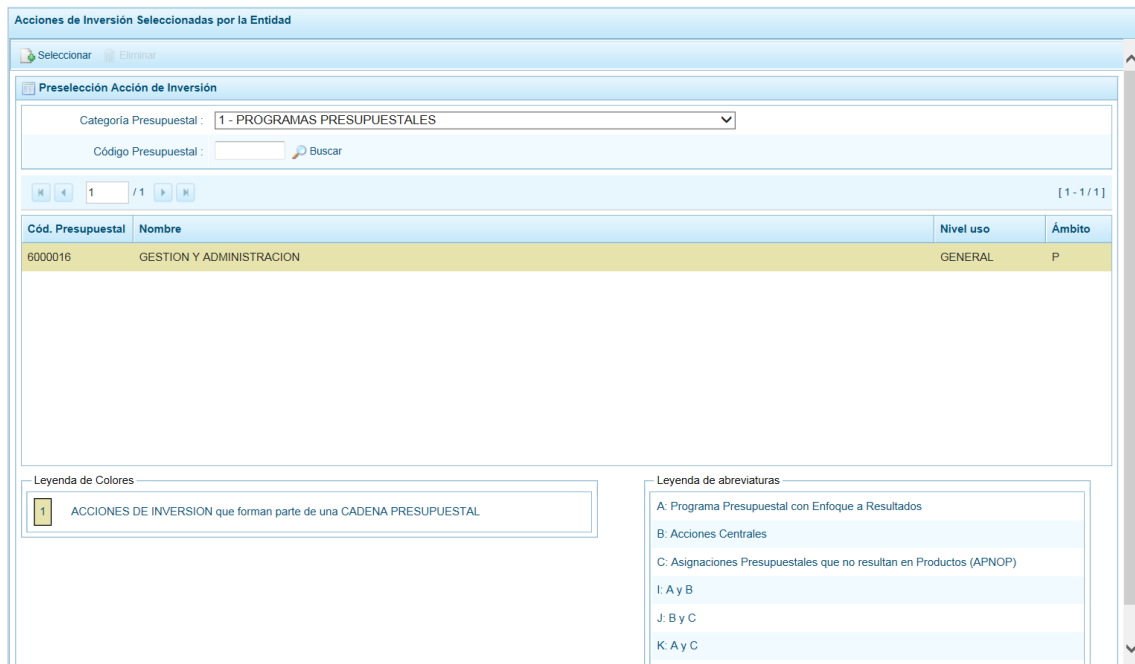 Acciones de Inversión Seleccionadas por la Entidad
Seleccionar Eliminar
Preselección Acción de Inversión
Categoría Presupuestal : 1 - PROGRAMAS PRESUPUESTALES
Código Presupuestal : Buscar
1 / 1 [ 1 - 1 / 1 ]
Cód. Presupuestal Nombre Nivel uso Ámbito
6000016 GESTION Y ADMINISTRACION GENERAL P
Leyenda de Colores
1 ACCIONES DE INVERSION que forman parte de una CADENA PRESUPUESTAL
Leyenda de abreviaturas
A: Programa Presupuestal con Enfoque a Resultados
B: Acciones Centrales
C: Asignaciones Presupuestales que no resultan en Productos (APNOP)
I: A y B
J: B y C
K: A y C